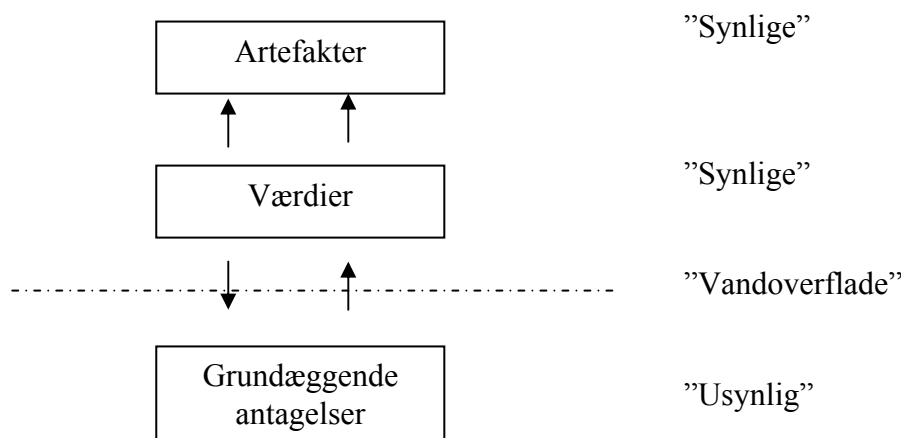 Artefakter
”Synlige”
Værdier
”Synlige”
”Vandoverflade”
Grundæggende
antagelser
”Usynlig”